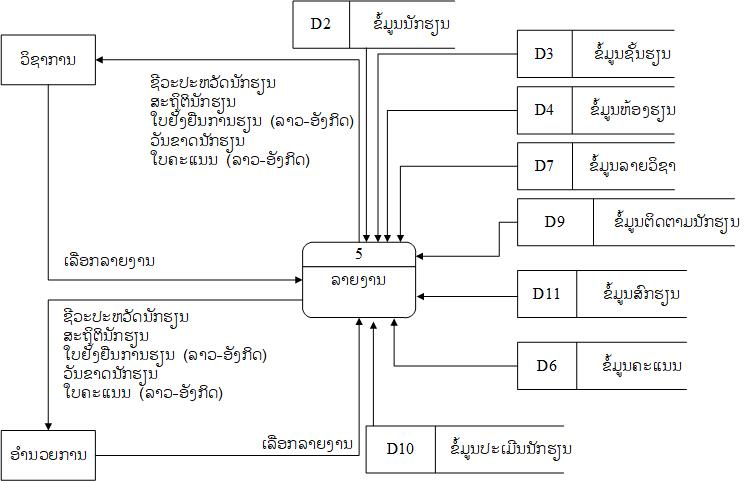 D2 ຂໍ້ມູນນັກຮຽນ
ວິຊາການ
D3 ຂໍ້ມູນຊັ້ນຮຽນ
ຊີວະປະຫວັດນັກຮຽນ
ສະຖິຕິນັກຮຽນ
ໃບຢັ້ງຢືນການຮຽນ (ລາວ-ອັງກິດ)
ວັນຂາດນັກຮຽນ
ໃບຄະແນນ (ລາວ-ອັງກິດ)
D4 ຂໍ້ມູນຫ້ອງຮຽນ
D7 ຂໍ້ມູນລາຍວິຊາ
D9 ຂໍ້ມູນຕິດຕາມນັກຮຽນ
5
ລາຍງານ
ເລືອກລາຍງານ
D11 ຂໍ້ມູນສົກຮຽນ
ຊີວະປະຫວັດນັກຮຽນ
ສະຖິຕິນັກຮຽນ
ໃບຢັ້ງຢືນການຮຽນ (ລາວ-ອັງກິດ)
ວັນຂາດນັກຮຽນ
ໃບຄະແນນ (ລາວ-ອັງກິດ)
D6 ຂໍ້ມູນຄະແນນ
ອຳນວຍການ
ເລືອກລາຍງານ
D10 ຂໍ້ມູນປະເມີນນັກຮຽນ